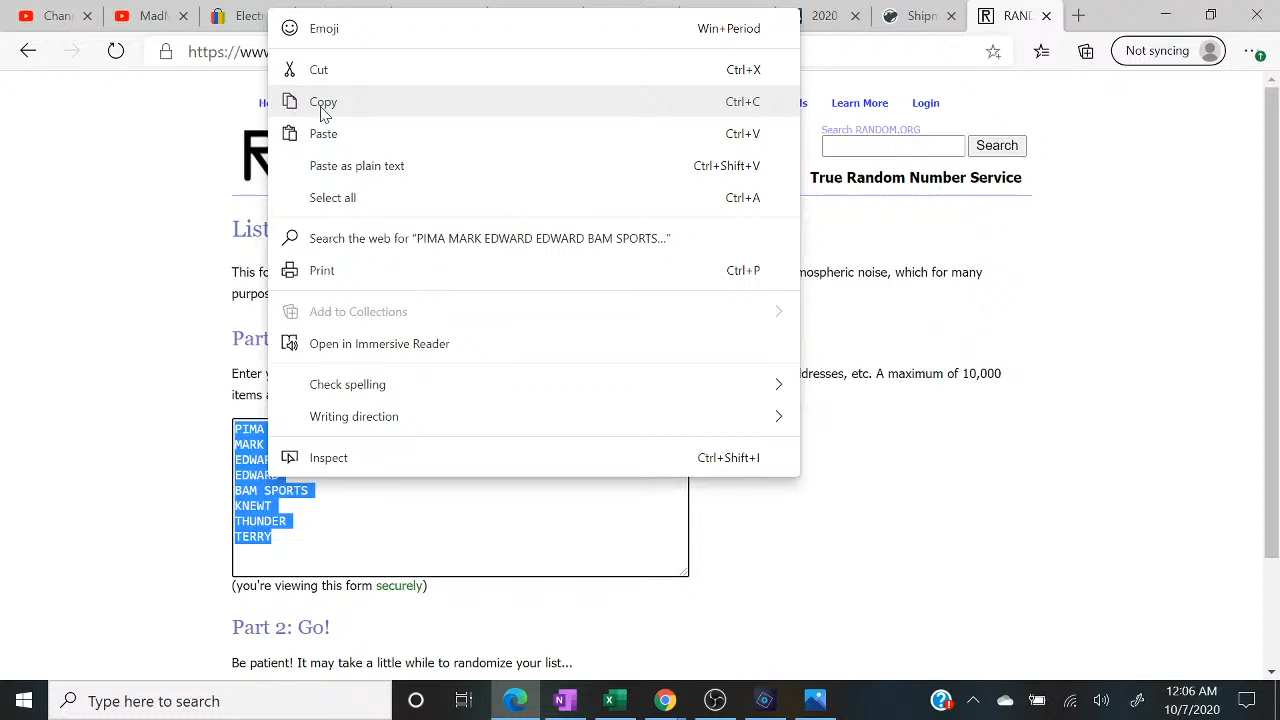 Chan
Madh
Electr
2020
Shipn
RAND
https://ww
Not syncing
Emoji Win+Period
Cut Ctrl+X
Copy Ctrl+C
Paste Ctrl+V
Paste as plain text Ctrl+Shift+V
Select all Ctrl+A
Search the web for “PIMA MARK EDWARD EDWARD BAM SPORTS...”
Print Ctrl+P
Add to Collections
Open in Immersive Reader
Check spelling
Writing direction
Inspect Ctrl+Shift+I
Learn More Login
Search RANDOM.ORG
Search
R
True Random Number Service
List
This fo mospheric noise, which for many
purpos
Part
Enter y dresses, etc. A maximum of 10,000
items a
PIMA
MARK
EDWAR
EDWARD
BAM SPORTS
KNEWT
THUNDER
TERRY
(you're viewing this form securely)
Part 2: Go!
Be patient! It may take a little while to randomize your list...
Type here to search
12:06 AM
10/7/2020